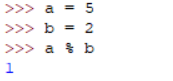 >>> a = 5
>>> b = 2
>>> a % b
1